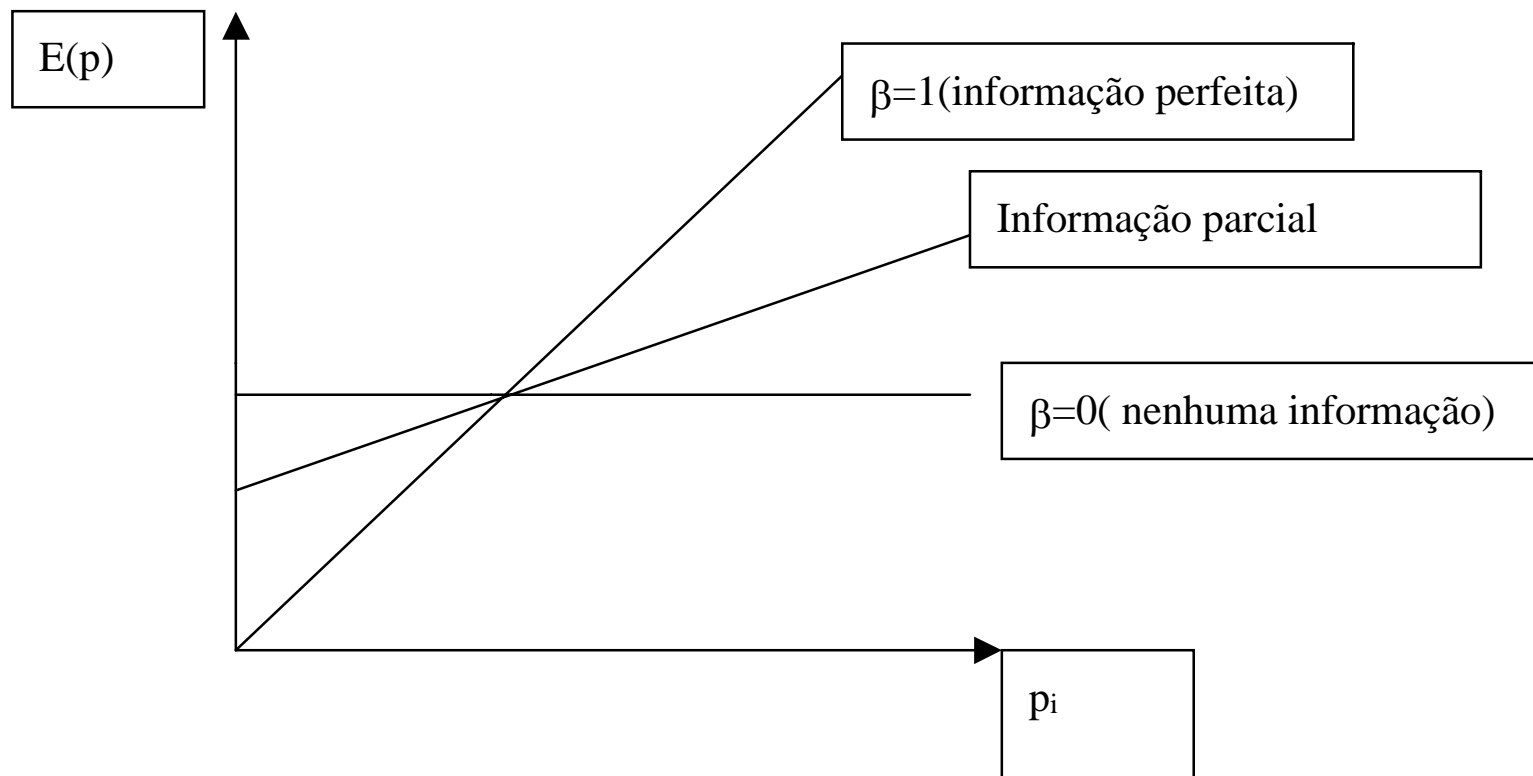 E(p)
β=1(informação perfeita)
Informação parcial
β=0( nenhuma informação)
pi